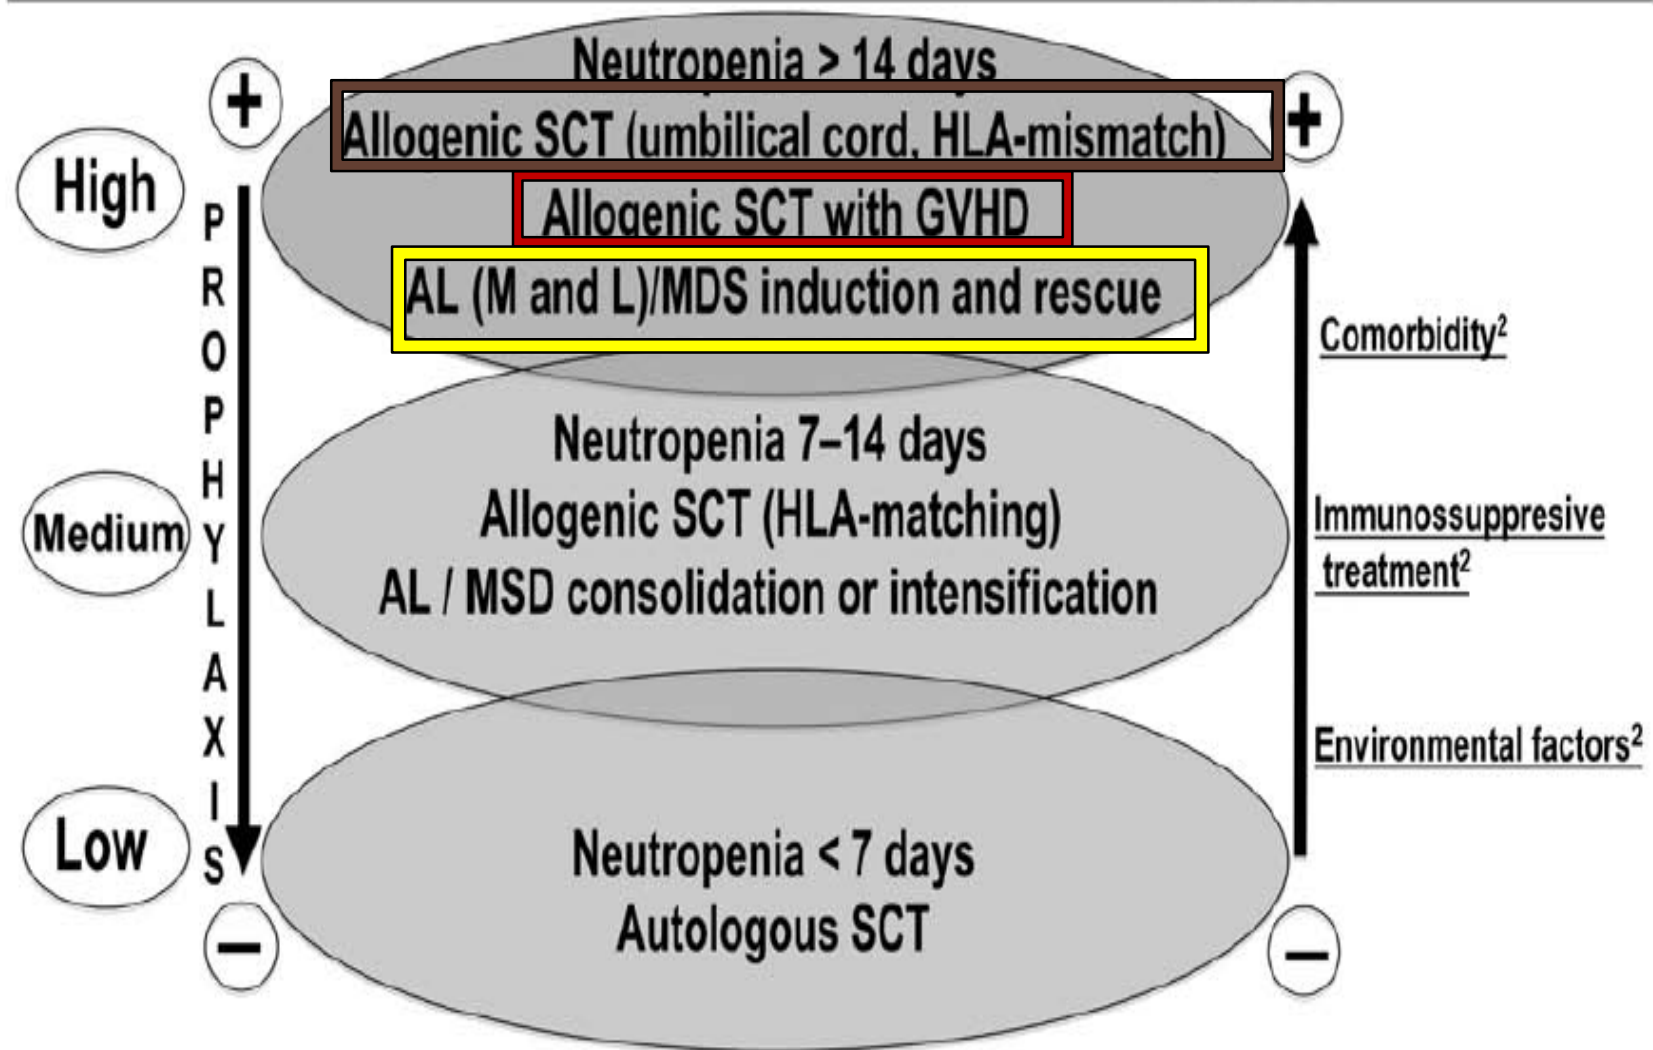 Neutropenia > 14 days
Allogenic SCT (umbilical cord, HLA-mismatch)
Allogenic SCT with GVHD
AL (M and L)/MDS induction and rescue
Neutropenia 7–14 days
Allogenic SCT (HLA-matching)
AL / MSD consolidation or intensification
Neutropenia < 7 days
Autologous SCT
+
High
Medium
Low
−
PROPHYLAXIS
+
Comorbidity²
Immunossuppresive
treatment²
Environmental factors²
−